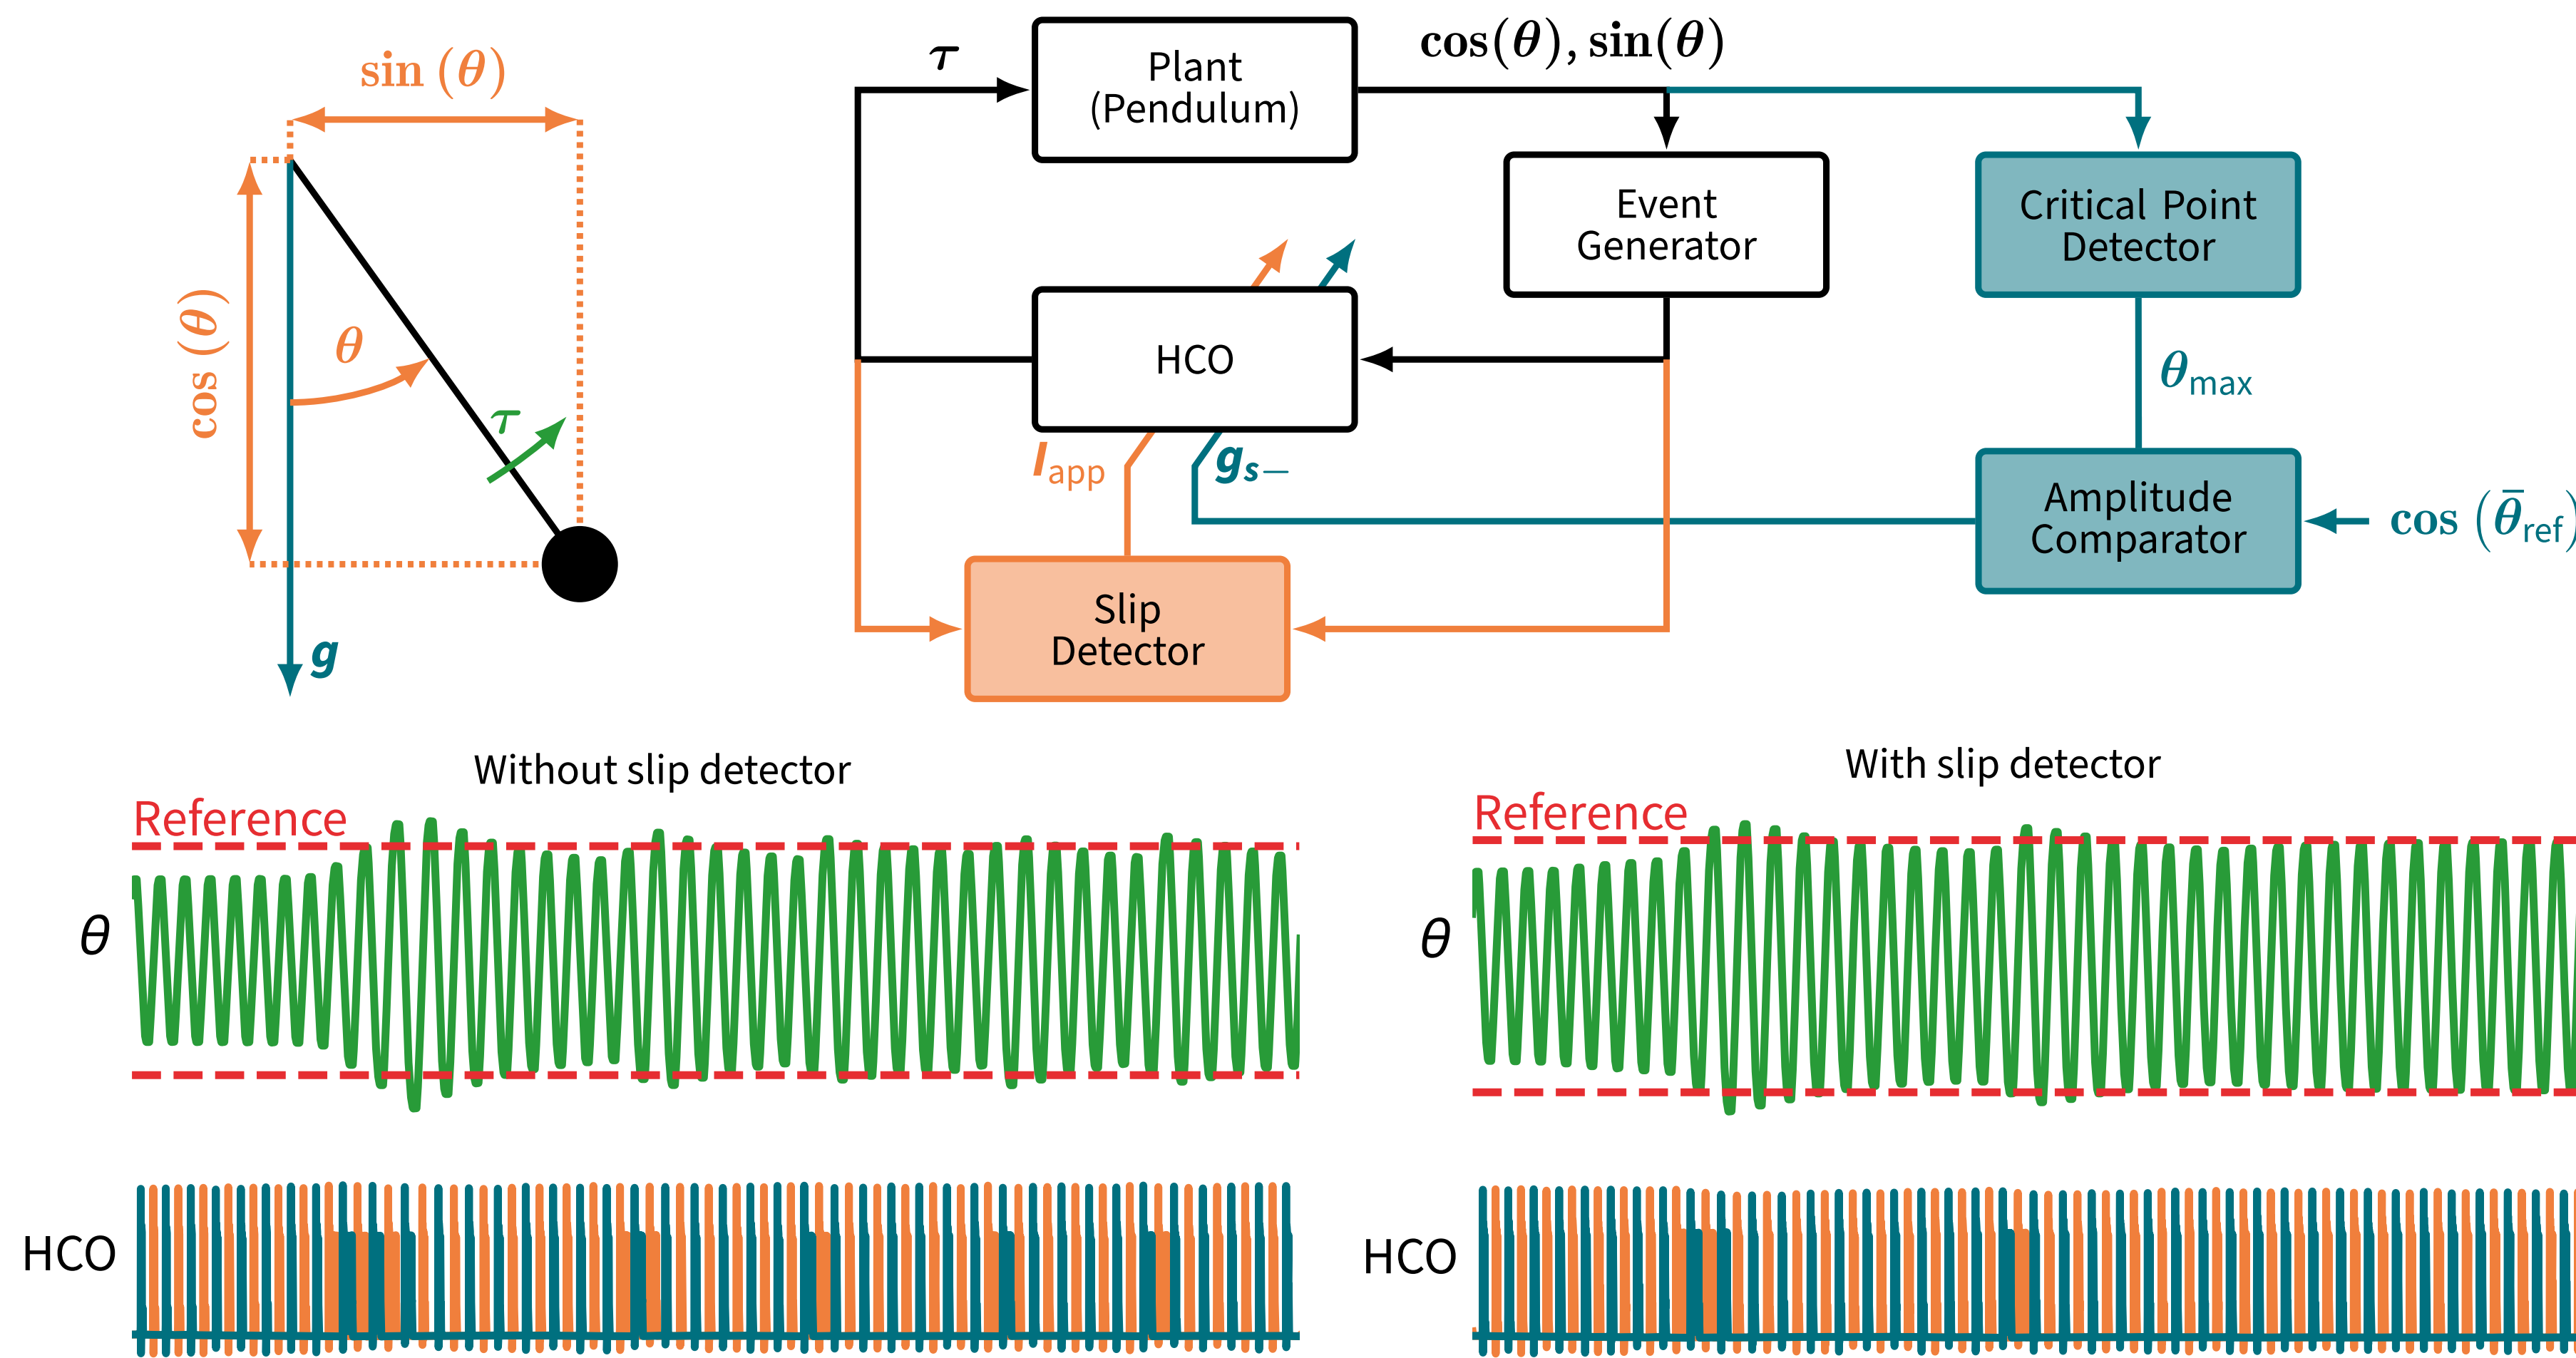 sin (θ)
cos (θ)
θ
τ
g
τ
Plant
(Pendulum)
cos(θ), sin(θ)
Event
Generator
Critical Point
Detector
HCO
θmax
Iapp
gs−
Amplitude
Comparator
cos (θ̄ref)
Slip
Detector
Without slip detector
Reference
θ
HCO
With slip detector
Reference
θ
HCO